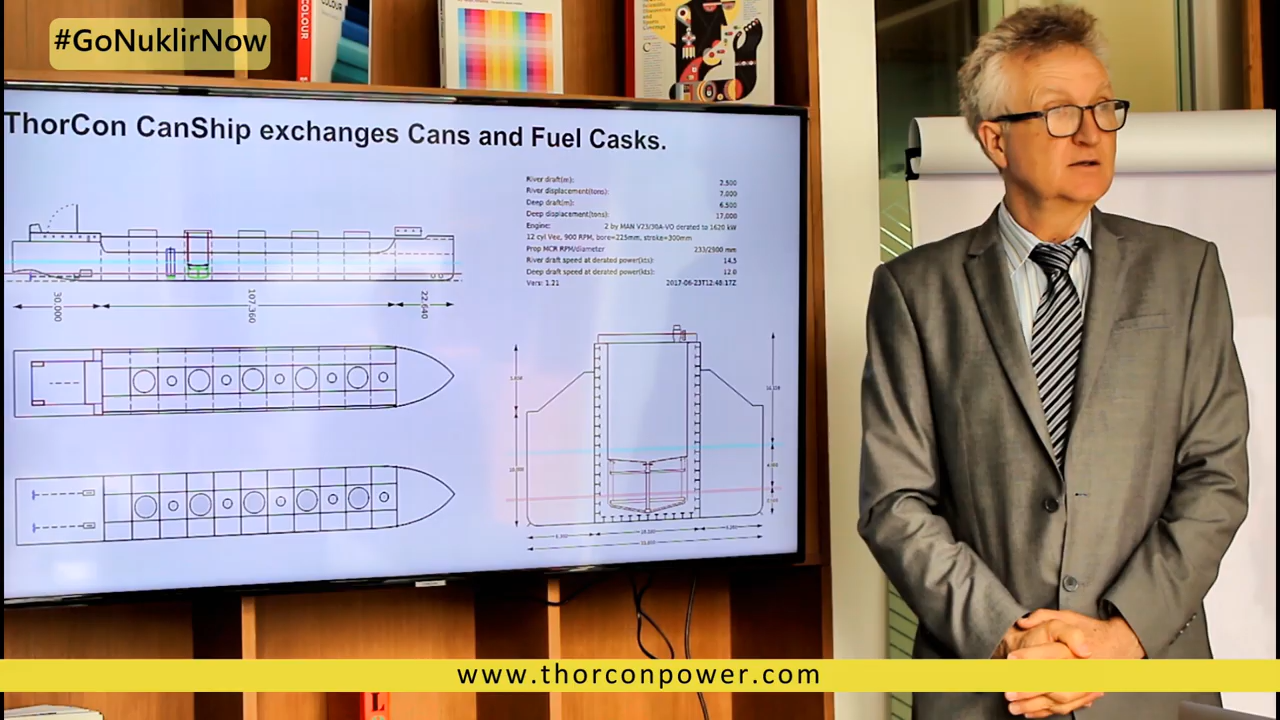 #GoNuklirNow
COLOUR
ThorCon CanShip exchanges Cans and Fuel Casks.
River draft(m): 2.500
River displacement(tons): 7,000
Deep draft(m): 6.500
Deep displacement(tons): 17,000
Engine: 2 by MAN V23/30A-VO derated to 1620 kW
12 cyl Vee, 900 RPM, bore=225mm, stroke=300mm
Prop MCR RPM/diameter 233/2900 mm
River draft speed at derated power(kts): 14.5
Deep draft speed at derated power(kts): 12.0
Vers: 1.21 2017-06-23T12:48:17Z
30.000
107.360
22.640
www.thorconpower.com